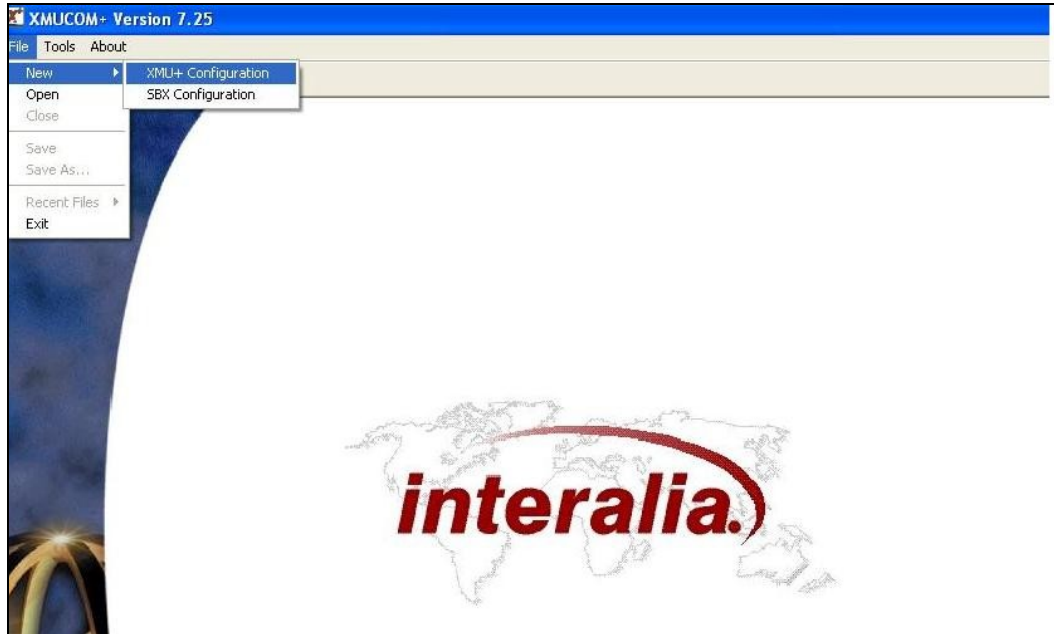 XMUCOM+ Version 7.25
File Tools About
New XMU+ Configuration
Open SBX Configuration
Close
Save
Save As...
Recent Files
Exit
interalia.